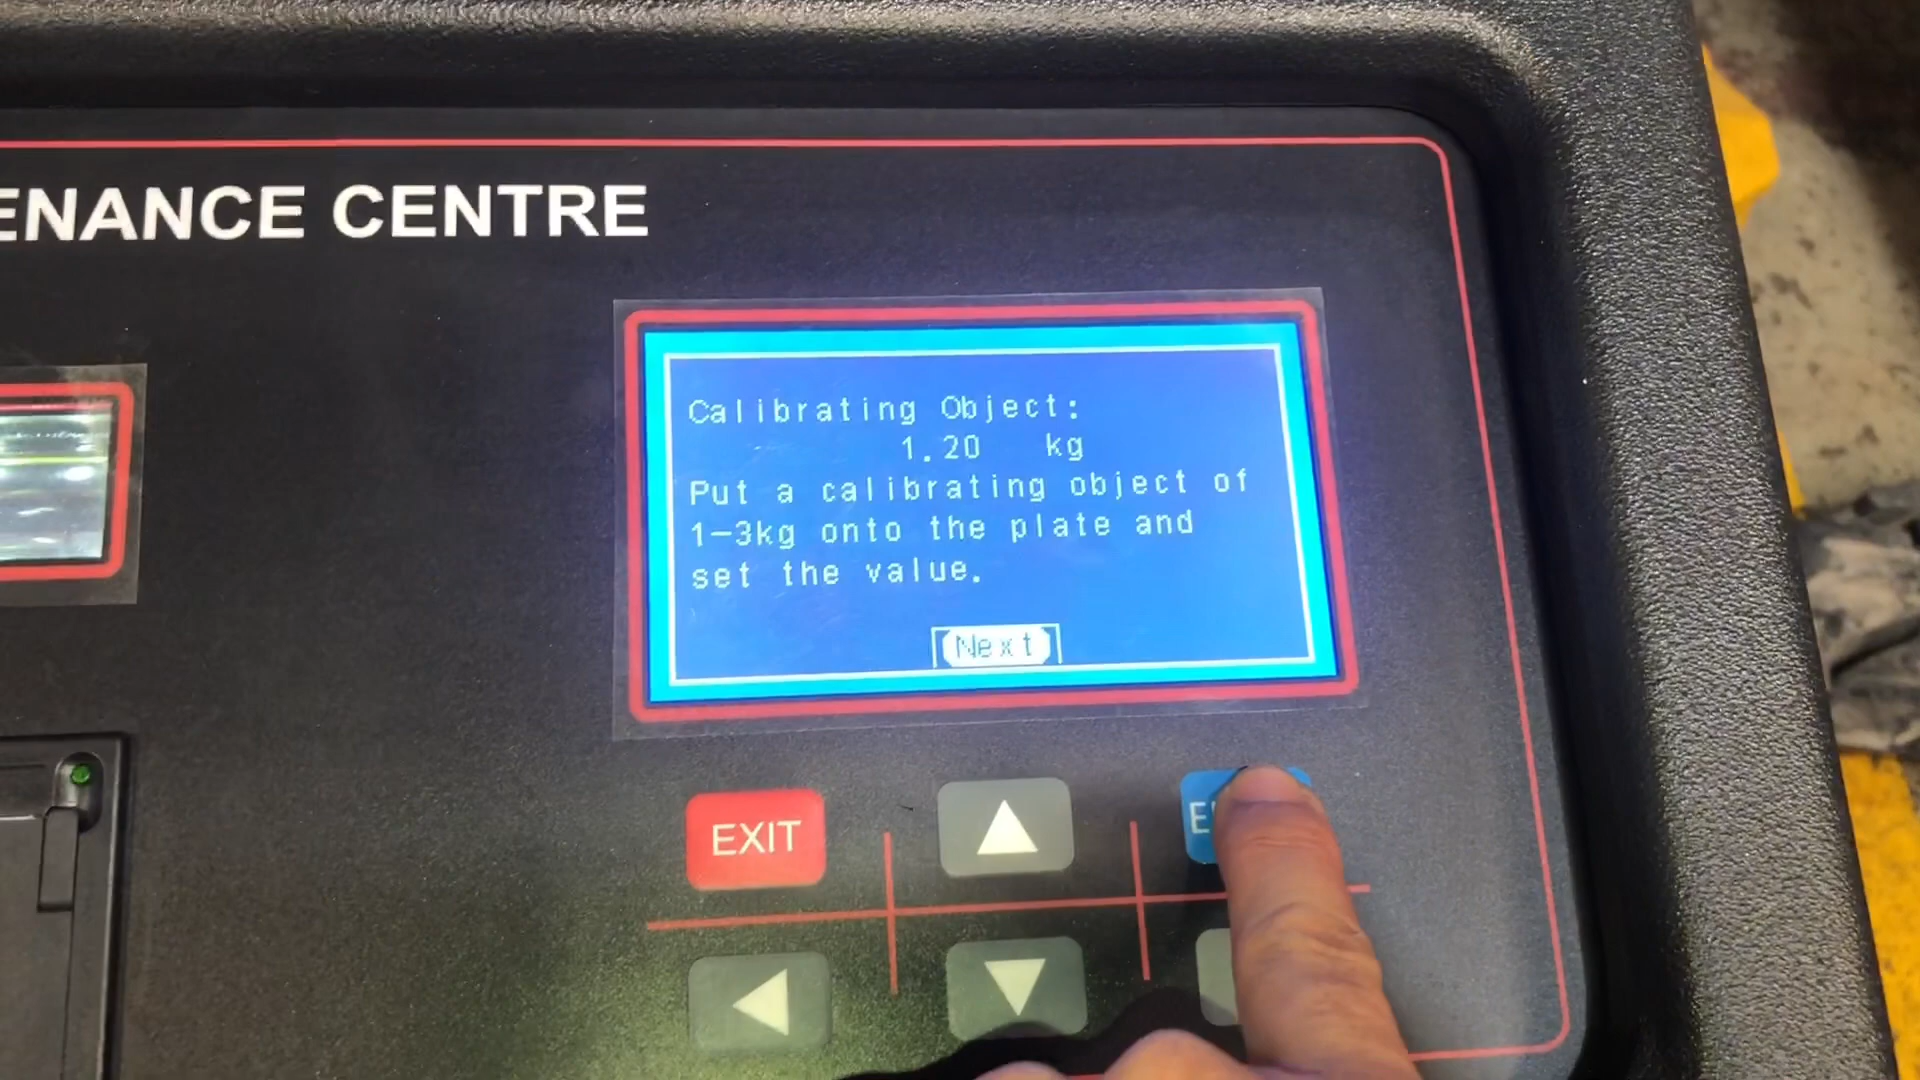 CENTRE
Calibrating Object:
1.20 kg
Put a calibrating object of
1-3kg onto the plate and
set the value.
Next
EXIT